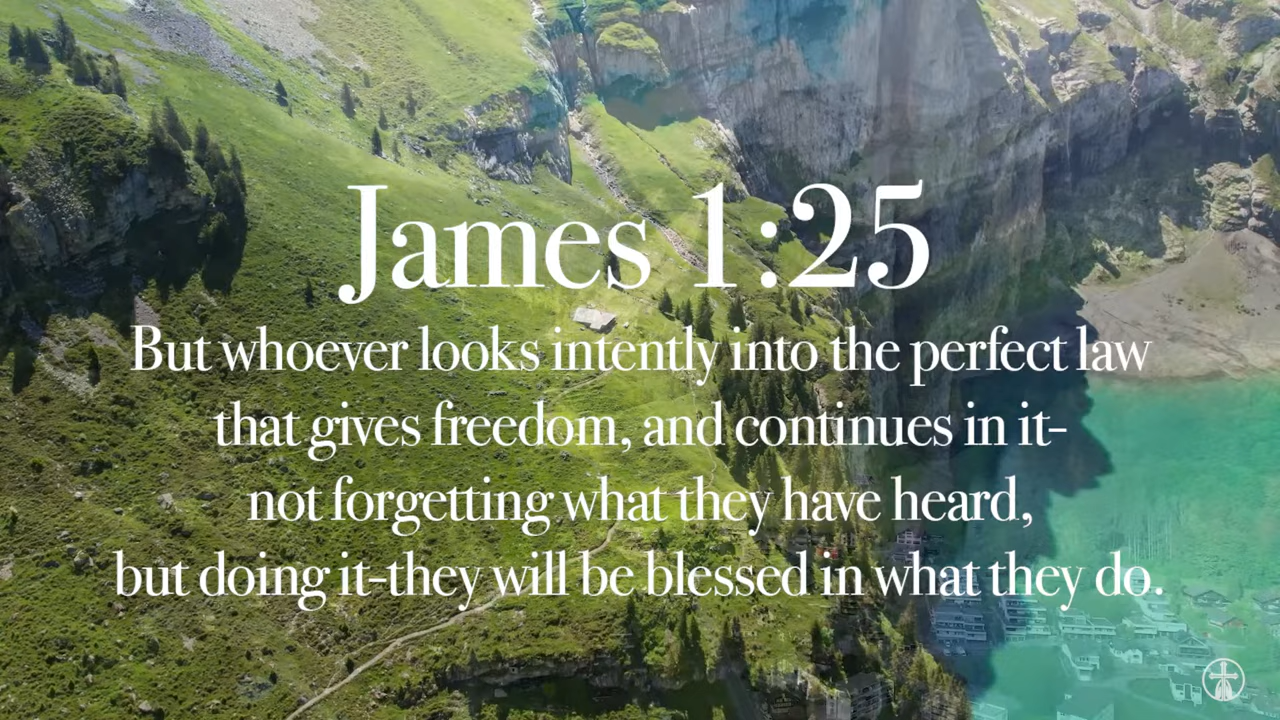 James 1:25
But whoever looks intently into the perfect law
that gives freedom, and continues in it-
not forgetting what they have heard,
but doing it-they will be blessed in what they do.